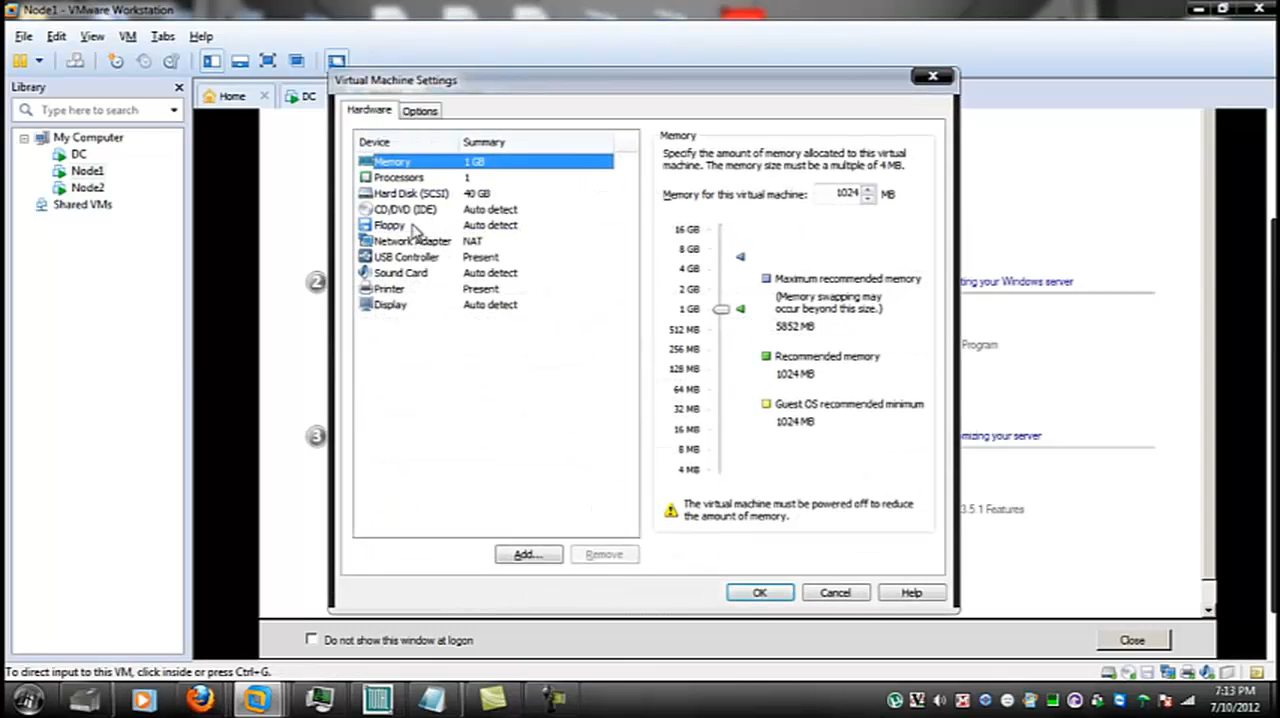 Node1 - VMware Workstation
File Edit View VM Tabs Help
Library
Type here to search
My Computer
DC
Node1
Node2
Shared VMs
Home
DC
Virtual Machine Settings
Hardware Options
Device Summary
Memory 1 GB
Processors 1
Hard Disk (SCSI) 40 GB
CD/DVD (IDE) Auto detect
Floppy Auto detect
Network Adapter NAT
USB Controller Present
Sound Card Auto detect
Printer Present
Display Auto detect
Add... Remove
Memory
Specify the amount of memory allocated to this virtual
machine. The memory size must be a multiple of 4 MB.
Memory for this virtual machine: 1024 MB
16 GB
8 GB
4 GB
2 GB
1 GB
512 MB
256 MB
128 MB
64 MB
32 MB
16 MB
8 MB
4 MB
Maximum recommended memory
(Memory swapping may
occur beyond this size.)
5852 MB
Recommended memory
1024 MB
Guest OS recommended minimum
1024 MB
The virtual machine must be powered off to reduce
the amount of memory.
OK Cancel Help
2
ting your Windows server
Program
3
mizing your server
3.5.1 Features
Do not show this window at logon
Close
To direct input to this VM, click inside or press Ctrl+G.
7:13 PM
7/10/2012